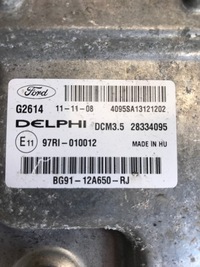 Ford
G2614 11-11-08 4095SA13121202
DELPHI DCM3.5 28334095
E11 97RI-010012 MADE IN HU
BG91-12A650-RJ